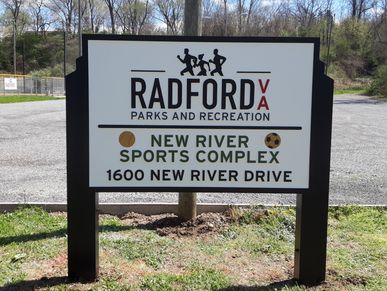 RADFORD VA
PARKS AND RECREATION
NEW RIVER
SPORTS COMPLEX
1600 NEW RIVER DRIVE